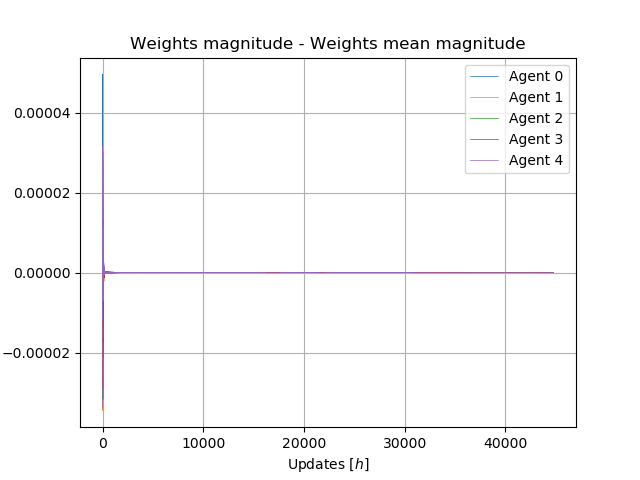 Weights magnitude - Weights mean magnitude
Agent 0
Agent 1
Agent 2
Agent 3
Agent 4
0.00004
0.00002
0.00000
−0.00002
0 10000 20000 30000 40000
Updates [h]